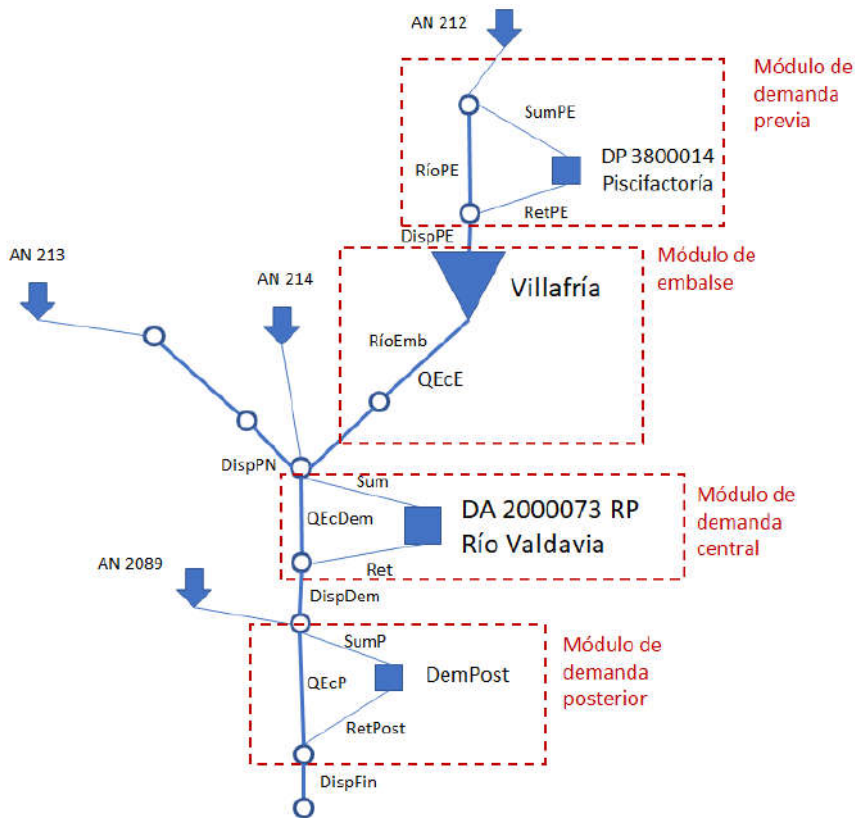 AN 212
Módulo de
demanda
previa
SumPE
DP 3800014
Piscifactoría
RíoPE
RetPE
DispPE
Módulo de
embalse
AN 213
AN 214
Villafría
RíoEmb
QEcE
DispPN
Sum
Módulo de
demanda
central
QEcDem
DA 2000073 RP
Río Valdavia
Ret
AN 2089
DispDem
SumP
Módulo de
demanda
posterior
QEcP
DemPost
RetPost
DispFin